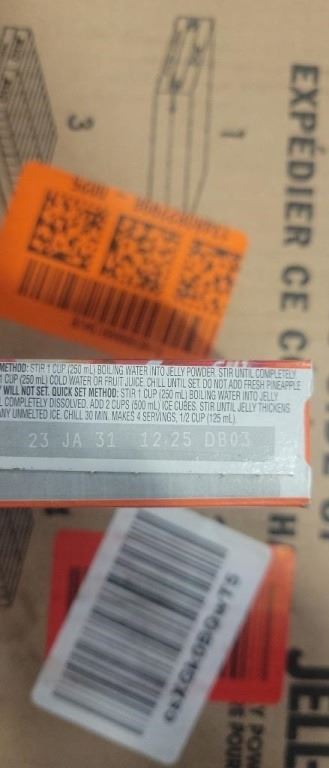 EXPÉDIER CE C
3
1
METHOD: STIR 1 CUP (250 mL) BOILING WATER INTO JELLY POWDER. STIR UNTIL COMPLETELY
1 CUP (250 mL) COLD WATER OR FRUIT JUICE. CHILL UNTIL SET. DO NOT ADD FRESH PINEAPPLE
WILL NOT SET. QUICK SET METHOD: STIR 1 CUP (250 mL) BOILING WATER INTO JELLY
COMPLETELY DISSOLVED. ADD 2 CUPS (500 mL) ICE CUBES. STIR UNTIL JELLY THICKENS
ANY UNMELTED ICE. CHILL 30 MIN. MAKES 4 SERVINGS, 1/2 CUP (125 mL).
23 JA 31 12:25 DB03
JELL
Y POW
E POU